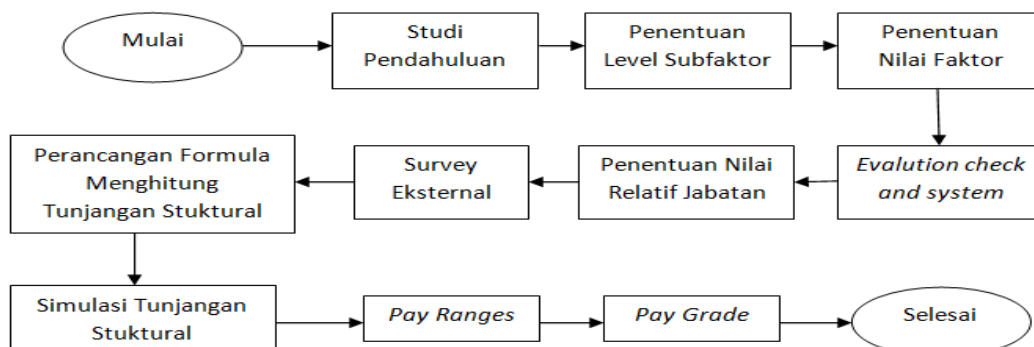 Mulai
Studi
Pendahuluan
Penentuan
Level Subfaktor
Penentuan
Nilai Faktor
Evalution check
and system
Penentuan Nilai
Relatif Jabatan
Survey
Eksternal
Perancangan Formula
Menghitung
Tunjangan Stuktural
Simulasi Tunjangan
Stuktural
Pay Ranges
Pay Grade
Selesai